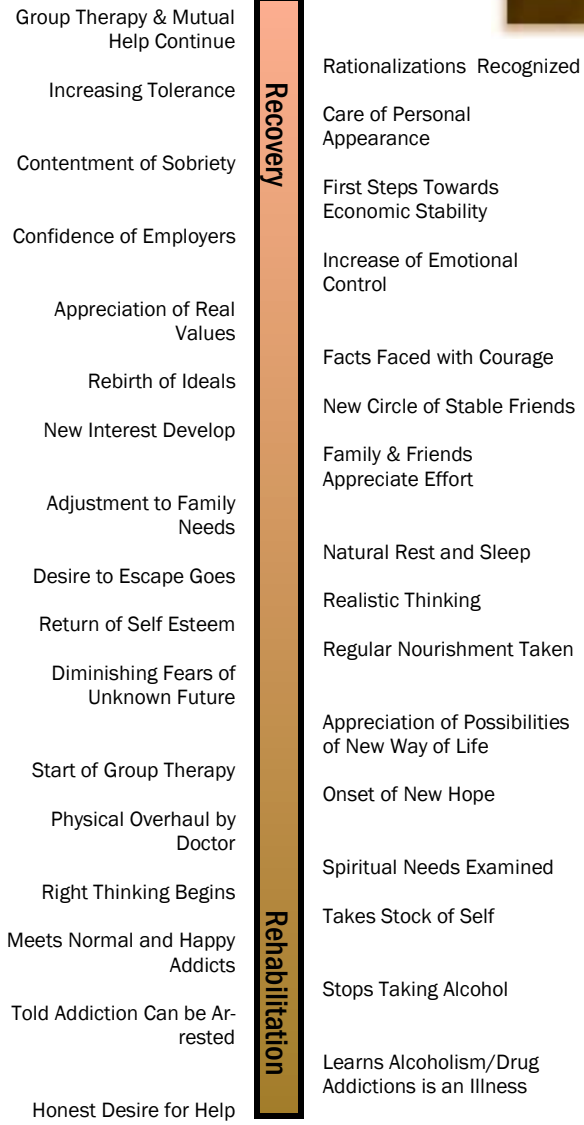 Group Therapy & Mutual
Help Continue
Increasing Tolerance
Contentment of Sobriety
Confidence of Employers
Appreciation of Real
Values
Rebirth of Ideals
New Interest Develop
Adjustment to Family
Needs
Desire to Escape Goes
Return of Self Esteem
Diminishing Fears of
Unknown Future
Start of Group Therapy
Physical Overhaul by
Doctor
Right Thinking Begins
Meets Normal and Happy
Addicts
Told Addiction Can be Ar-
rested
Honest Desire for Help
Recovery
Rehabilitation
Rationalizations Recognized
Care of Personal
Appearance
First Steps Towards
Economic Stability
Increase of Emotional
Control
Facts Faced with Courage
New Circle of Stable Friends
Family & Friends
Appreciate Effort
Natural Rest and Sleep
Realistic Thinking
Regular Nourishment Taken
Appreciation of Possibilities
of New Way of Life
Onset of New Hope
Spiritual Needs Examined
Takes Stock of Self
Stops Taking Alcohol
Learns Alcoholism/Drug
Addictions is an Illness